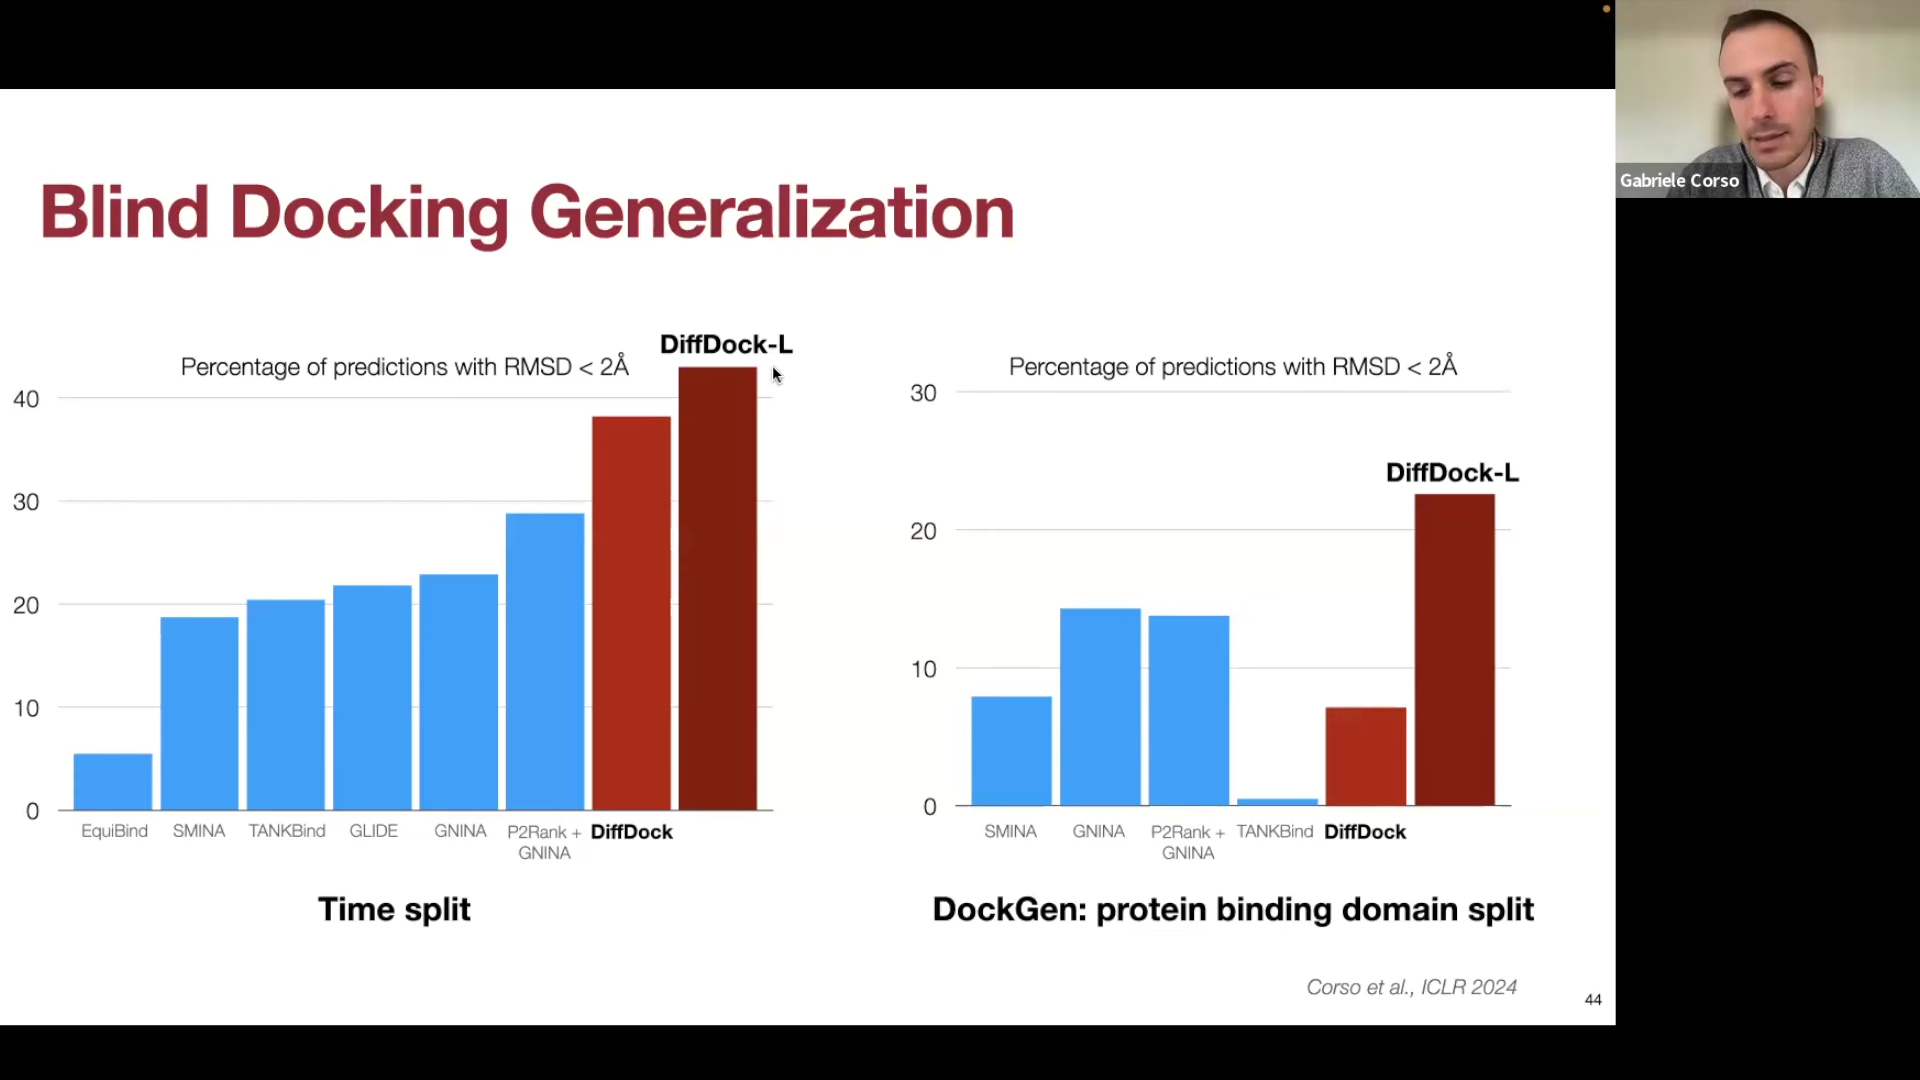 Gabriele Corso
Blind Docking Generalization
Percentage of predictions with RMSD < 2Å
DiffDock-L
40
30
20
10
0
EquiBind
SMINA
TANKBind
GLIDE
GNINA
P2Rank +
GNINA
DiffDock
Time split
Percentage of predictions with RMSD < 2Å
DiffDock-L
30
20
10
0
SMINA
GNINA
P2Rank +
GNINA
TANKBind
DiffDock
DockGen: protein binding domain split
Corso et al., ICLR 2024
44